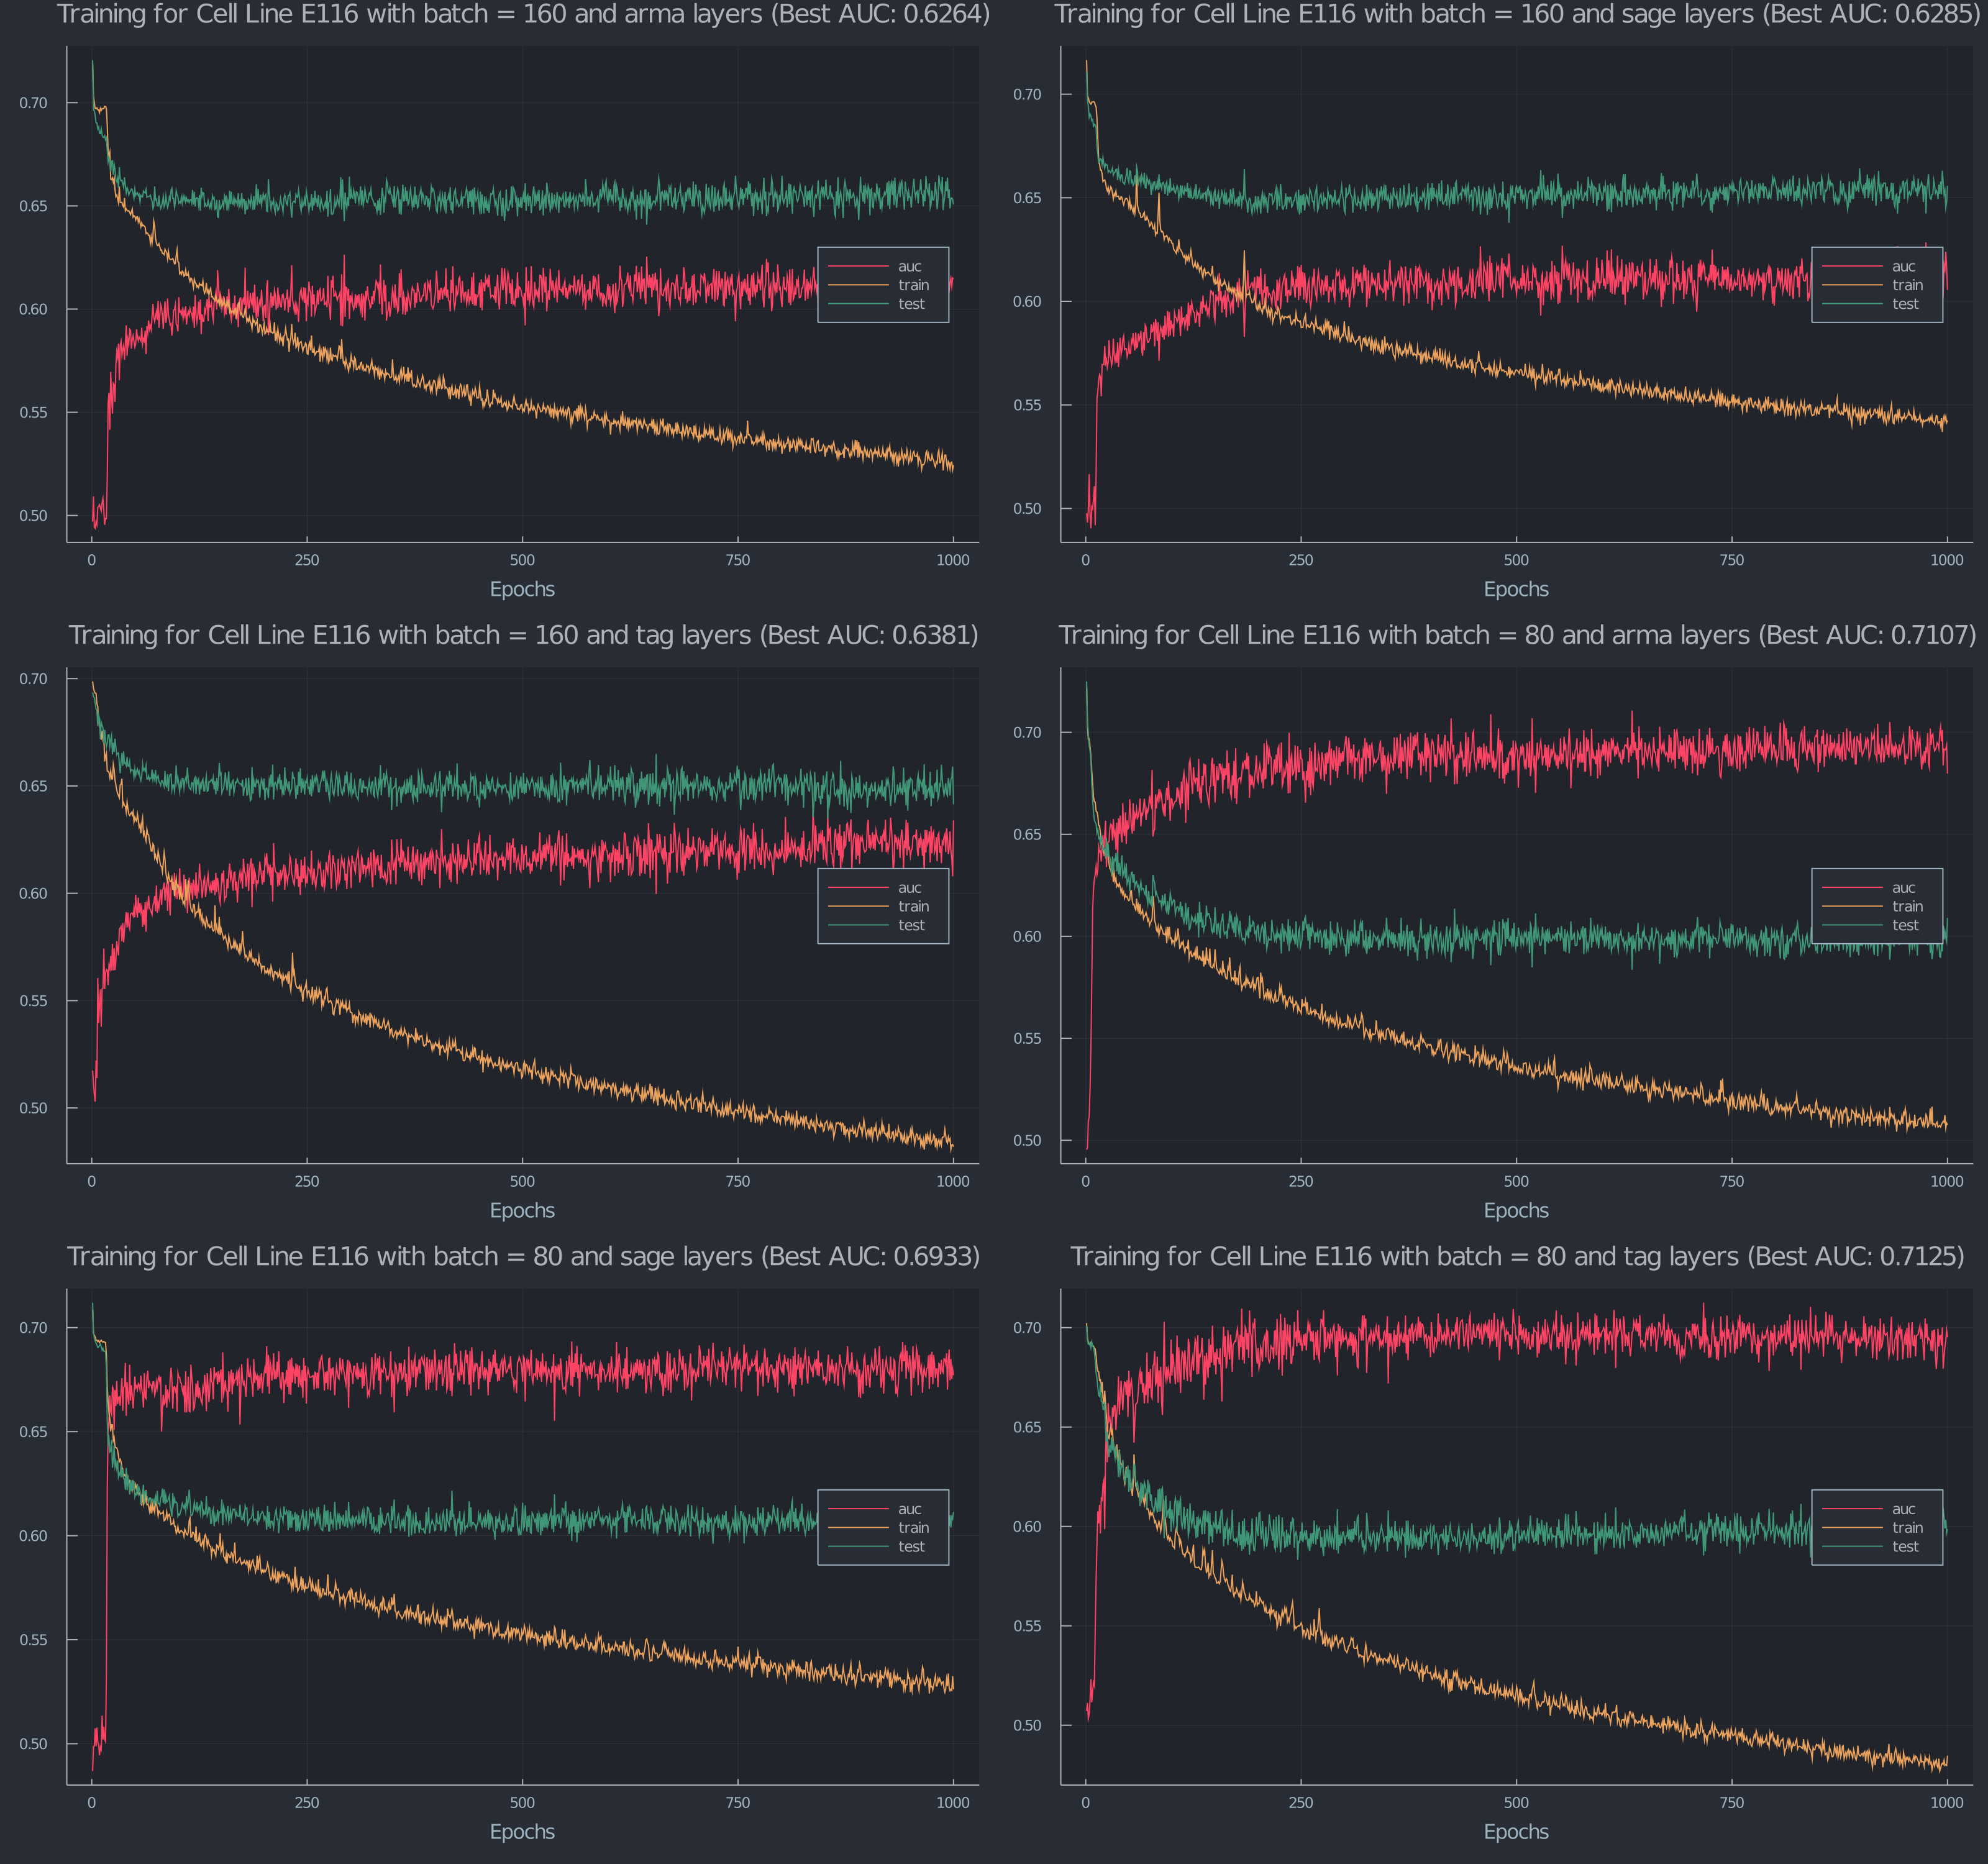 Training for Cell Line E116 with batch = 160 and arma layers (Best AUC: 0.6264)
0.70
0.65
0.60
0.55
0.50
auc
train
test
0 250 500 750 1000
Epochs
Training for Cell Line E116 with batch = 160 and sage layers (Best AUC: 0.6285)
0.70
0.65
0.60
0.55
0.50
auc
train
test
0 250 500 750 1000
Epochs
Training for Cell Line E116 with batch = 160 and tag layers (Best AUC: 0.6381)
0.70
0.65
0.60
0.55
0.50
auc
train
test
0 250 500 750 1000
Epochs
Training for Cell Line E116 with batch = 80 and arma layers (Best AUC: 0.7107)
0.70
0.65
0.60
0.55
0.50
auc
train
test
0 250 500 750 1000
Epochs
Training for Cell Line E116 with batch = 80 and sage layers (Best AUC: 0.6933)
0.70
0.65
0.60
0.55
0.50
auc
train
test
0 250 500 750 1000
Epochs
Training for Cell Line E116 with batch = 80 and tag layers (Best AUC: 0.7125)
0.70
0.65
0.60
0.55
0.50
auc
train
test
0 250 500 750 1000
Epochs